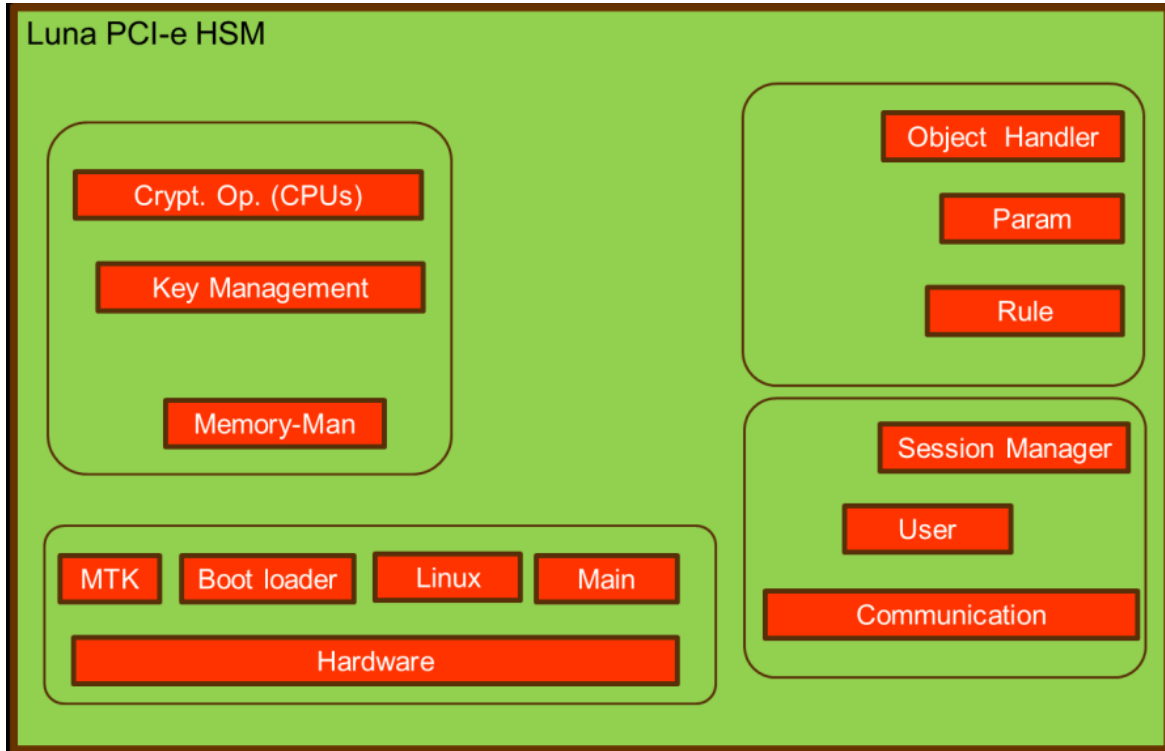 Luna PCI-e HSM
Crypt. Op. (CPUs)
Key Management
Memory-Man
Object Handler
Param
Rule
Session Manager
User
Communication
MTK
Boot loader
Linux
Main
Hardware